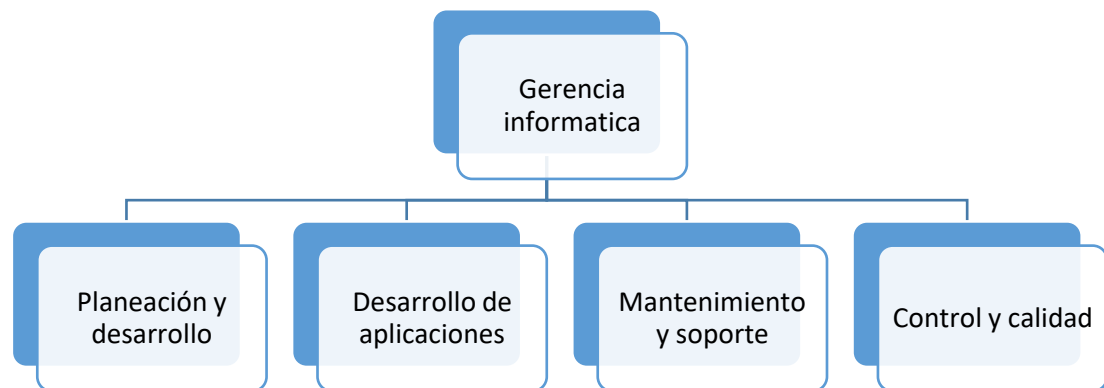 Gerencia
informatica
Planeación y
desarrollo
Desarrollo de
aplicaciones
Mantenimiento
y soporte
Control y calidad